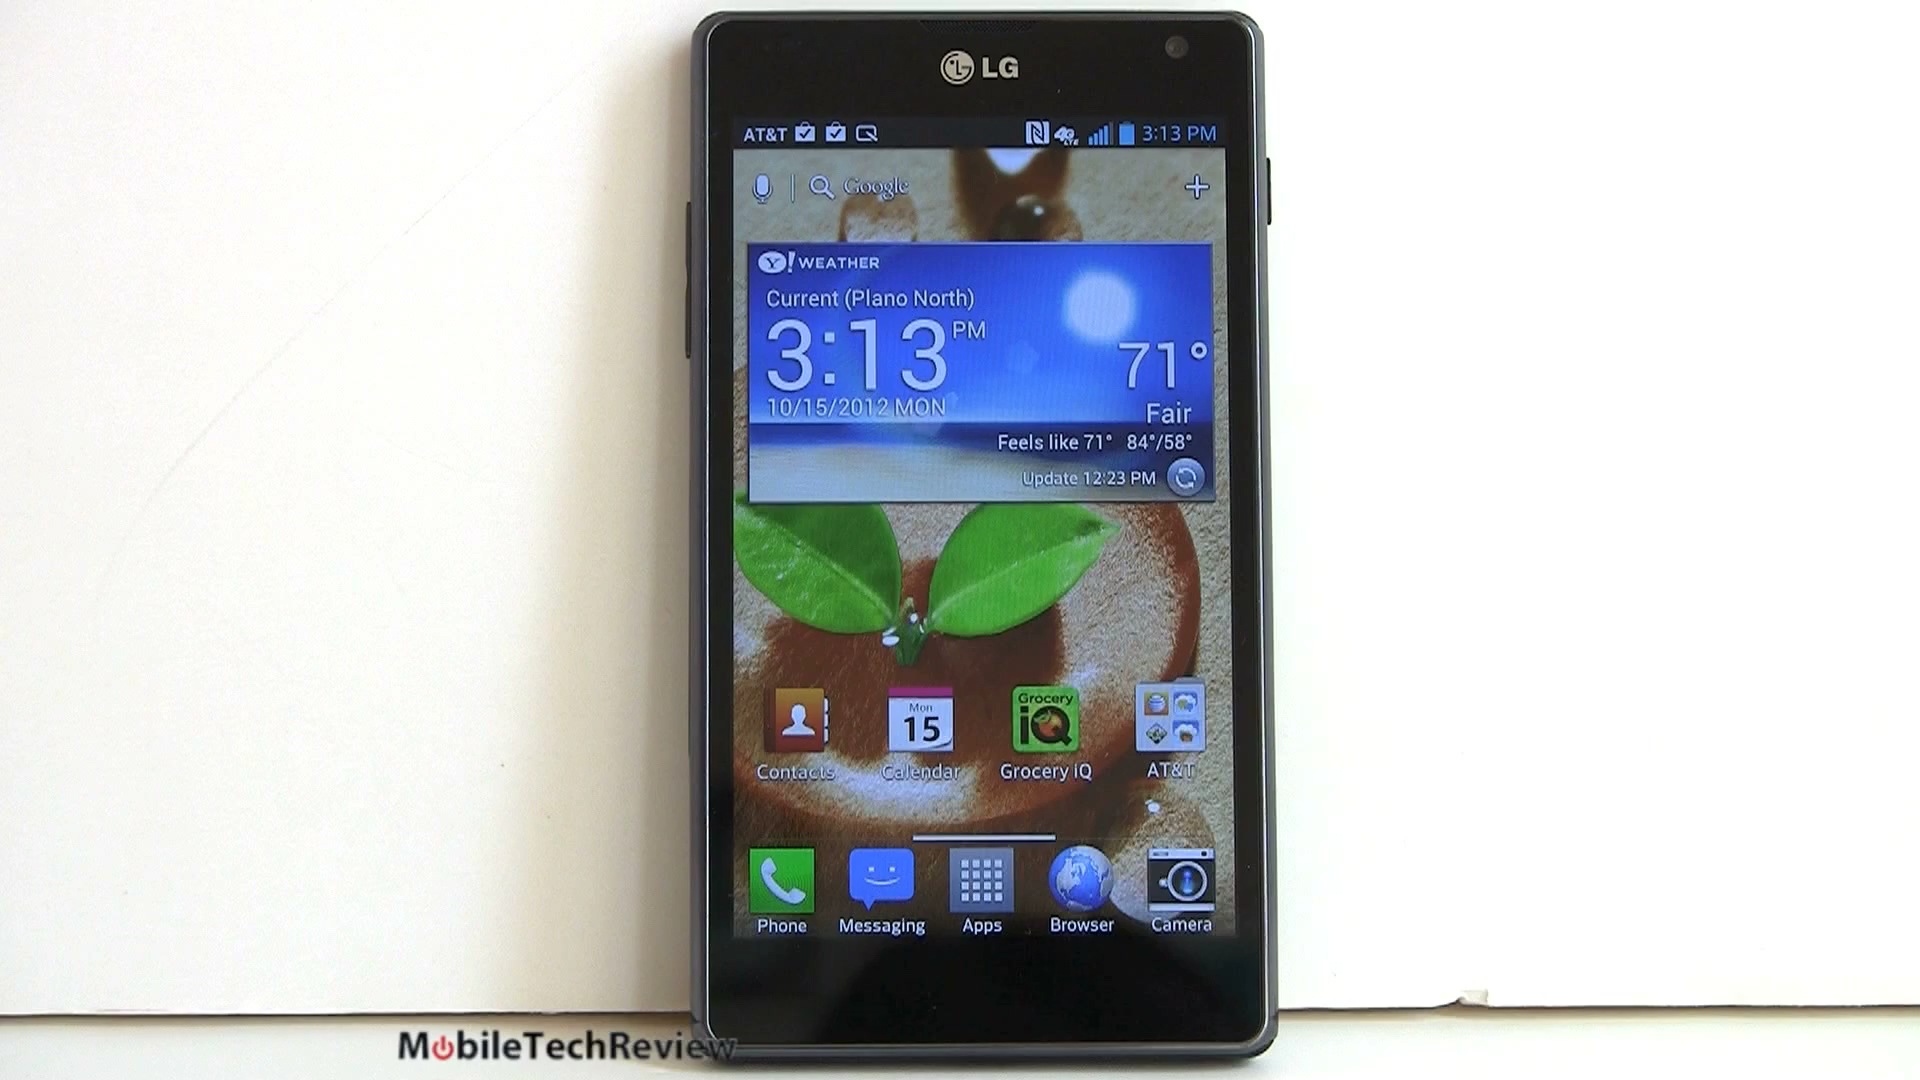 LG
AT&T 4G LTE 3:13 PM
Google
Y! WEATHER
Current (Plano North)
3:13 PM
71°
10/15/2012 MON
Fair
Feels like 71° 84°/58°
Update 12:23 PM
Mon
15
Grocery
iQ
Contacts Calendar Grocery iQ AT&T
Phone Messaging Apps Browser Camera
MobileTechReview